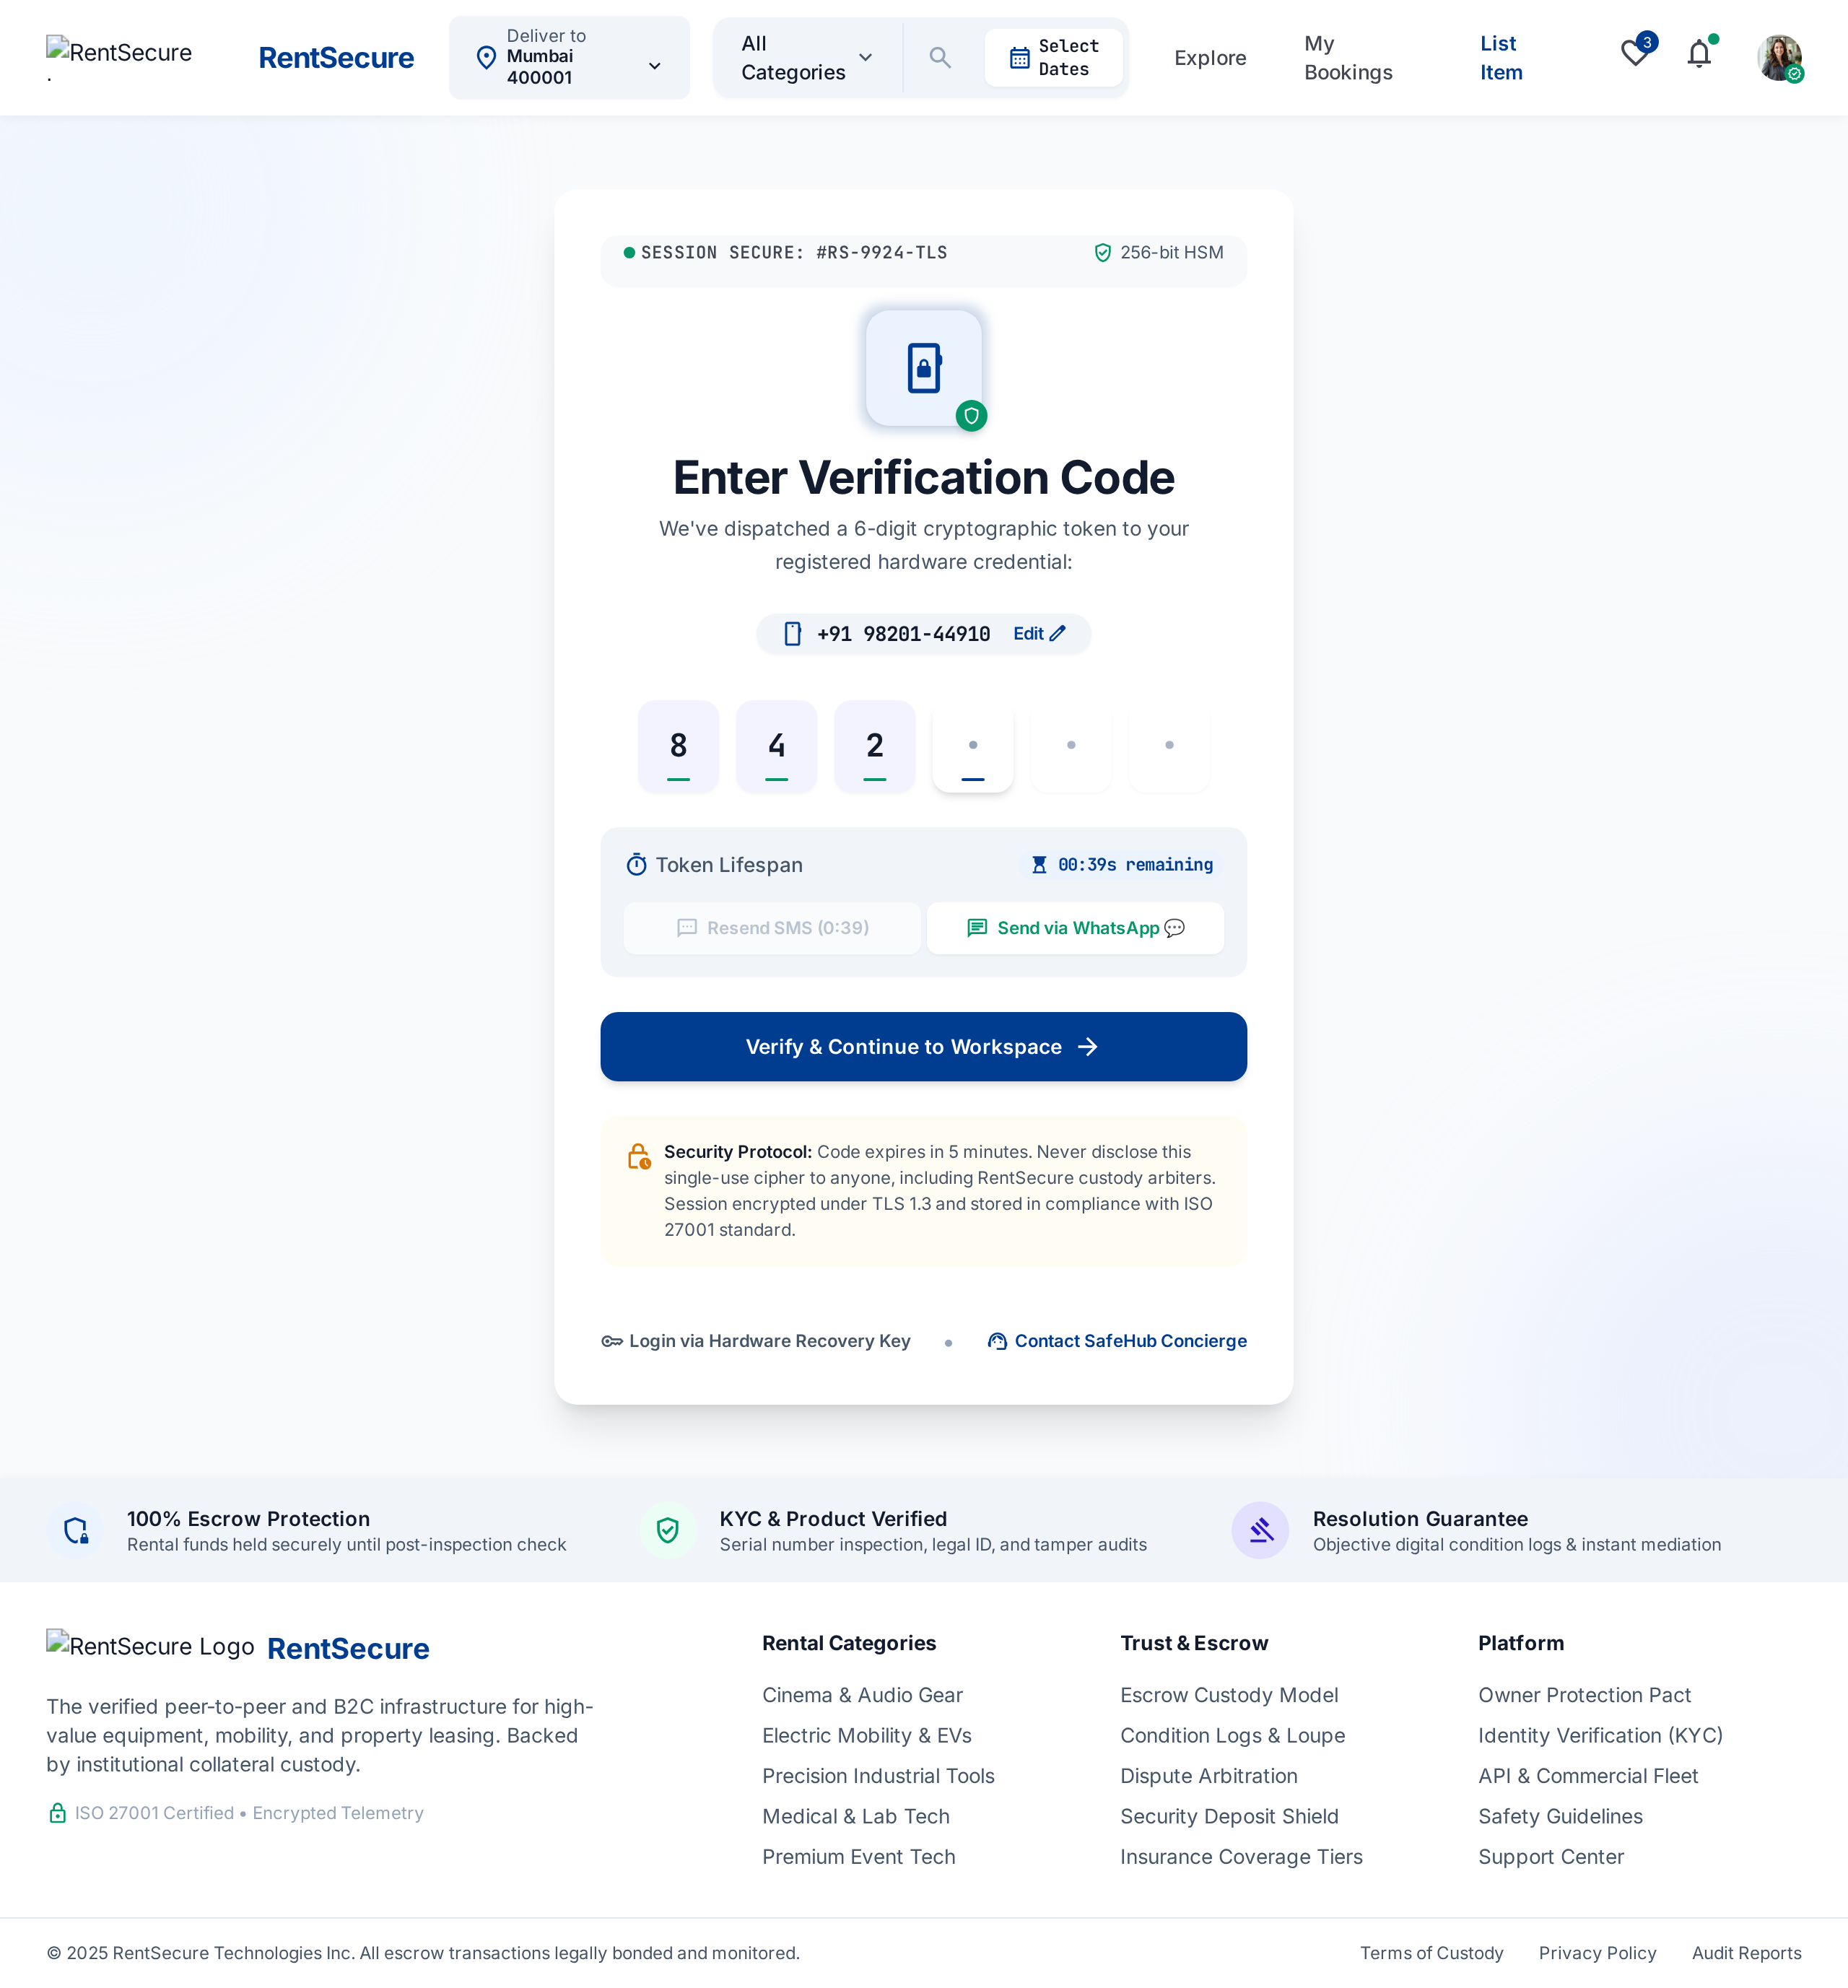 RentSecure
.
RentSecure
Deliver to
Mumbai
400001
All
Categories
Select
Dates
Explore
My
Bookings
List
Item
3
SESSION SECURE: #RS-9924-TLS
256-bit HSM
Enter Verification Code
We've dispatched a 6-digit cryptographic token to your
registered hardware credential:
+91 98201-44910
Edit
8 4 2 • • •
Token Lifespan
00:39s remaining
Resend SMS (0:39)
Send via WhatsApp 💬
Verify & Continue to Workspace
Security Protocol: Code expires in 5 minutes. Never disclose this
single-use cipher to anyone, including RentSecure custody arbiters.
Session encrypted under TLS 1.3 and stored in compliance with ISO
27001 standard.
Login via Hardware Recovery Key
•
Contact SafeHub Concierge
100% Escrow Protection
Rental funds held securely until post-inspection check
KYC & Product Verified
Serial number inspection, legal ID, and tamper audits
Resolution Guarantee
Objective digital condition logs & instant mediation
RentSecure Logo
RentSecure
The verified peer-to-peer and B2C infrastructure for high-
value equipment, mobility, and property leasing. Backed
by institutional collateral custody.
ISO 27001 Certified • Encrypted Telemetry
Rental Categories
Cinema & Audio Gear
Electric Mobility & EVs
Precision Industrial Tools
Medical & Lab Tech
Premium Event Tech
Trust & Escrow
Escrow Custody Model
Condition Logs & Loupe
Dispute Arbitration
Security Deposit Shield
Insurance Coverage Tiers
Platform
Owner Protection Pact
Identity Verification (KYC)
API & Commercial Fleet
Safety Guidelines
Support Center
© 2025 RentSecure Technologies Inc. All escrow transactions legally bonded and monitored.
Terms of Custody
Privacy Policy
Audit Reports